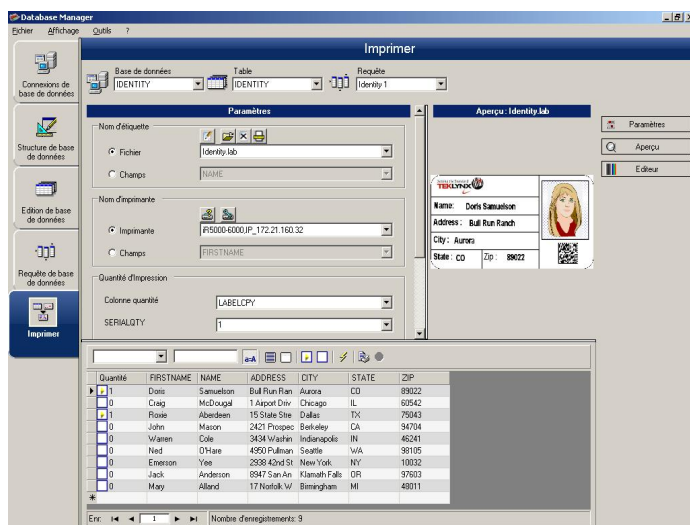 Database Manager
Fichier Affichage Outils ?
Imprimer
Connexions de
base de données
Structure de base
de données
Edition de base
de données
Requête de base
de données
Imprimer
Base de données
IDENTITY
Table
IDENTITY
Requête
Identity 1
Paramètres
Nom d'étiquette
Fichier
Identity.lab
Champs
NAME
Nom d'imprimante
Imprimante
iR5000-6000,IP_172.21.160.32
Champs
FIRSTNAME
Quantité d'Impression
Colonne quantité
LABELCPY
SERIALQTY
1
Aperçu : Identity.lab
TEKLYNX
Name: Doris Samuelson
Address: Bull Run Ranch
City: Aurora
State: CO Zip: 89022
Paramètres
Aperçu
Editeur
a=A
Quantité FIRSTNAME NAME ADDRESS CITY STATE ZIP
1 Doris Samuelson Bull Run Ran Aurora CO 89022
0 Craig McDougal 1 Airport Driv Chicago IL 60542
1 Roxie Aberdeen 15 State Stre Dallas TX 75043
0 John Mason 2421 Prospec Berkeley CA 94704
0 Warren Cole 3434 Washin Indianapolis IN 46241
0 Ned O'Hare 4950 Pullman Seattle WA 98105
0 Emerson Yee 2938 42nd St New York NY 10032
0 Jack Anderson 8947 San An Klamath Falls OR 97603
0 Mary Alland 17 Norfolk W Birmingham MI 48011
Enr. 1 Nombre d'enregistrements: 9